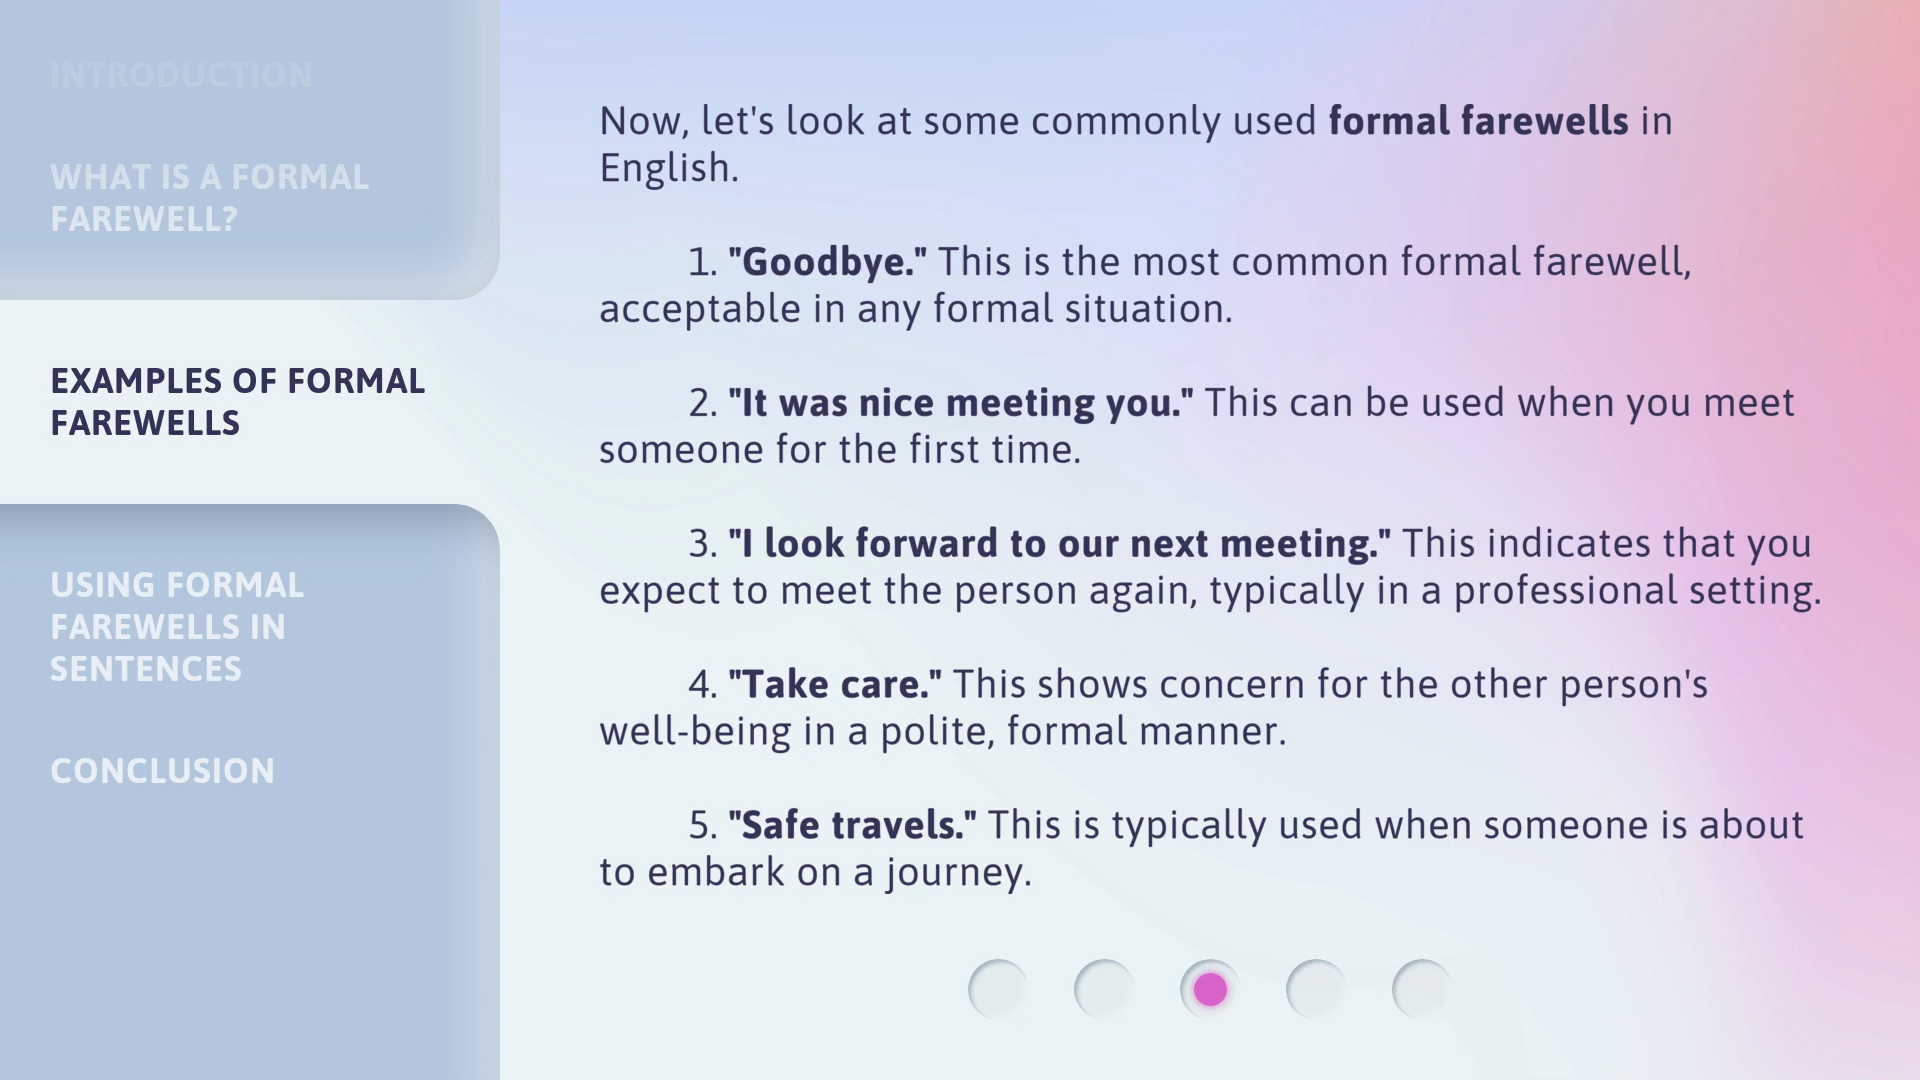 INTRODUCTION
WHAT IS A FORMAL
FAREWELL?
EXAMPLES OF FORMAL
FAREWELLS
USING FORMAL
FAREWELLS IN
SENTENCES
CONCLUSION
Now, let's look at some commonly used formal farewells in
English.
1. "Goodbye." This is the most common formal farewell,
acceptable in any formal situation.
2. "It was nice meeting you." This can be used when you meet
someone for the first time.
3. "I look forward to our next meeting." This indicates that you
expect to meet the person again, typically in a professional setting.
4. "Take care." This shows concern for the other person's
well-being in a polite, formal manner.
5. "Safe travels." This is typically used when someone is about
to embark on a journey.